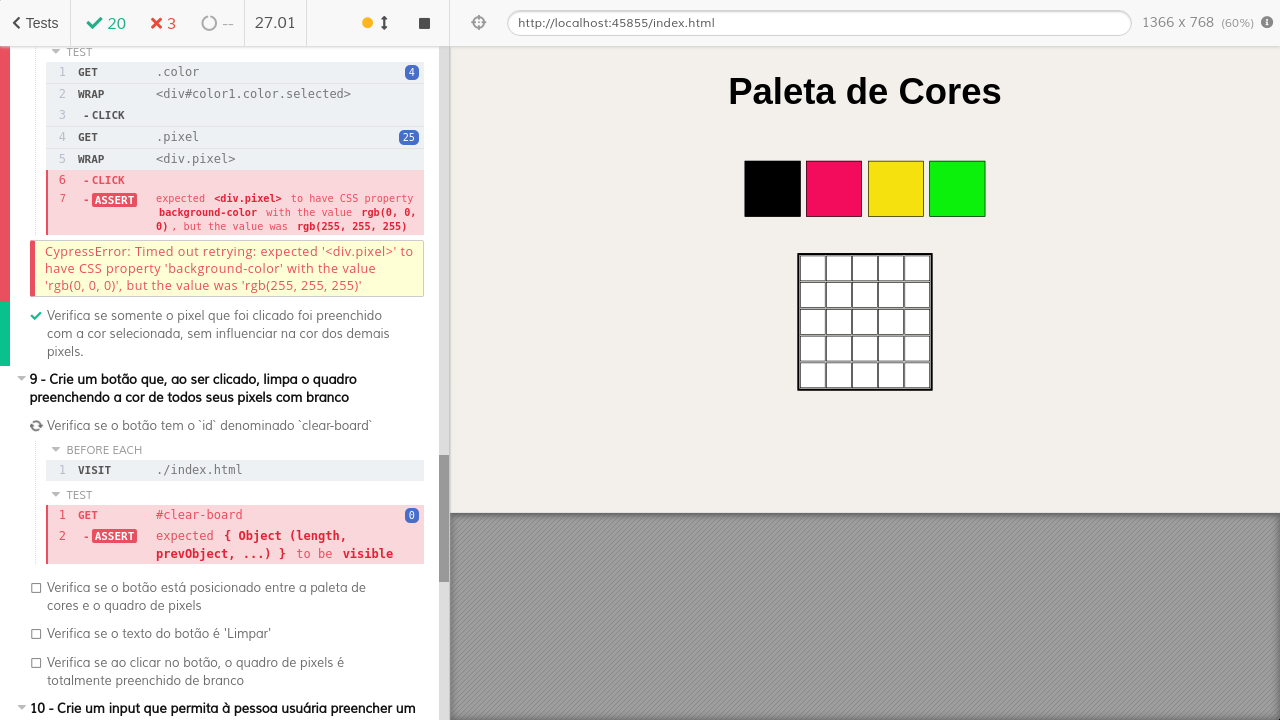 Tests 20 3 -- 27.01 http://localhost:45855/index.html 1366 x 768 (60%)
TEST
1 GET .color 4
2 WRAP <div#color1.color.selected>
3 - CLICK
4 GET .pixel 25
5 WRAP <div.pixel>
6 - CLICK
7 - ASSERT expected <div.pixel> to have CSS property
background-color with the value rgb(0, 0,
0) , but the value was rgb(255, 255, 255)
CypressError: Timed out retrying: expected '<div.pixel>' to
have CSS property 'background-color' with the value
'rgb(0, 0, 0)', but the value was 'rgb(255, 255, 255)'
Verifica se somente o pixel que foi clicado foi preenchido
com a cor selecionada, sem influenciar na cor dos demais
pixels.
9 - Crie um botão que, ao ser clicado, limpa o quadro
preenchendo a cor de todos seus pixels com branco
Verifica se o botão tem o `id` denominado `clear-board`
BEFORE EACH
1 VISIT ./index.html
TEST
1 GET #clear-board 0
2 - ASSERT expected { Object (length,
prevObject, ...) } to be visible
Verifica se o botão está posicionado entre a paleta de
cores e o quadro de pixels
Verifica se o texto do botão é 'Limpar'
Verifica se ao clicar no botão, o quadro de pixels é
totalmente preenchido de branco
10 - Crie um input que permita à pessoa usuária preencher um
Paleta de Cores